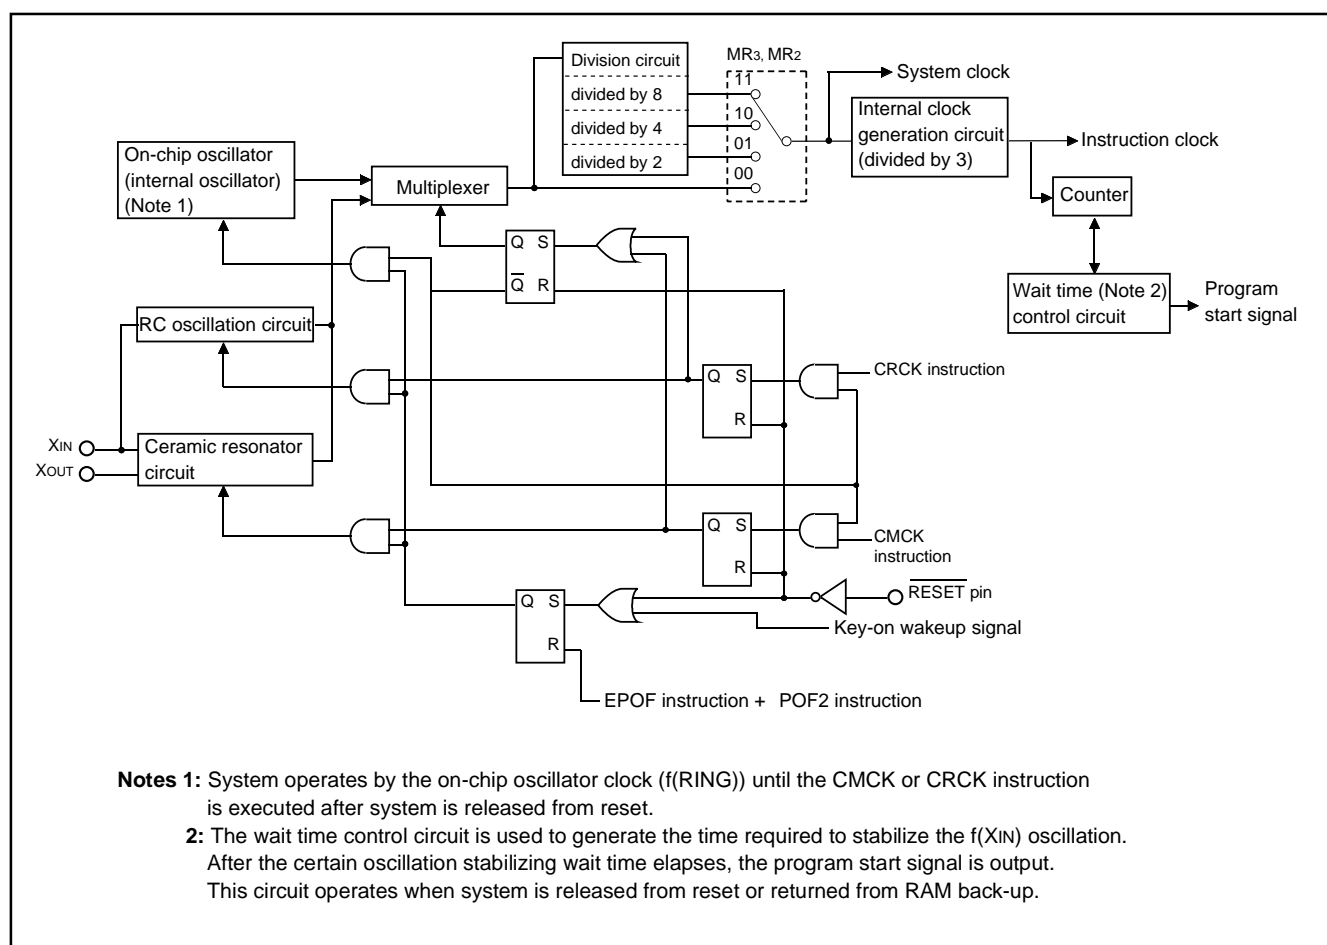 Division circuit
divided by 8
divided by 4
divided by 2
MR3, MR2
11
10
01
00
System clock
Internal clock
generation circuit
(divided by 3)
Instruction clock
Counter
Wait time (Note 2)
control circuit
Program
start signal
On-chip oscillator
(internal oscillator)
(Note 1)
Multiplexer
Q S
Q R
RC oscillation circuit
Q S
R
CRCK instruction
XIN
XOUT
Ceramic resonator
circuit
Q S
R
CMCK
instruction
RESET pin
Key-on wakeup signal
Q S
R
EPOF instruction + POF2 instruction
Notes 1: System operates by the on-chip oscillator clock (f(RING)) until the CMCK or CRCK instruction
is executed after system is released from reset.
2: The wait time control circuit is used to generate the time required to stabilize the f(XIN) oscillation.
After the certain oscillation stabilizing wait time elapses, the program start signal is output.
This circuit operates when system is released from reset or returned from RAM back-up.